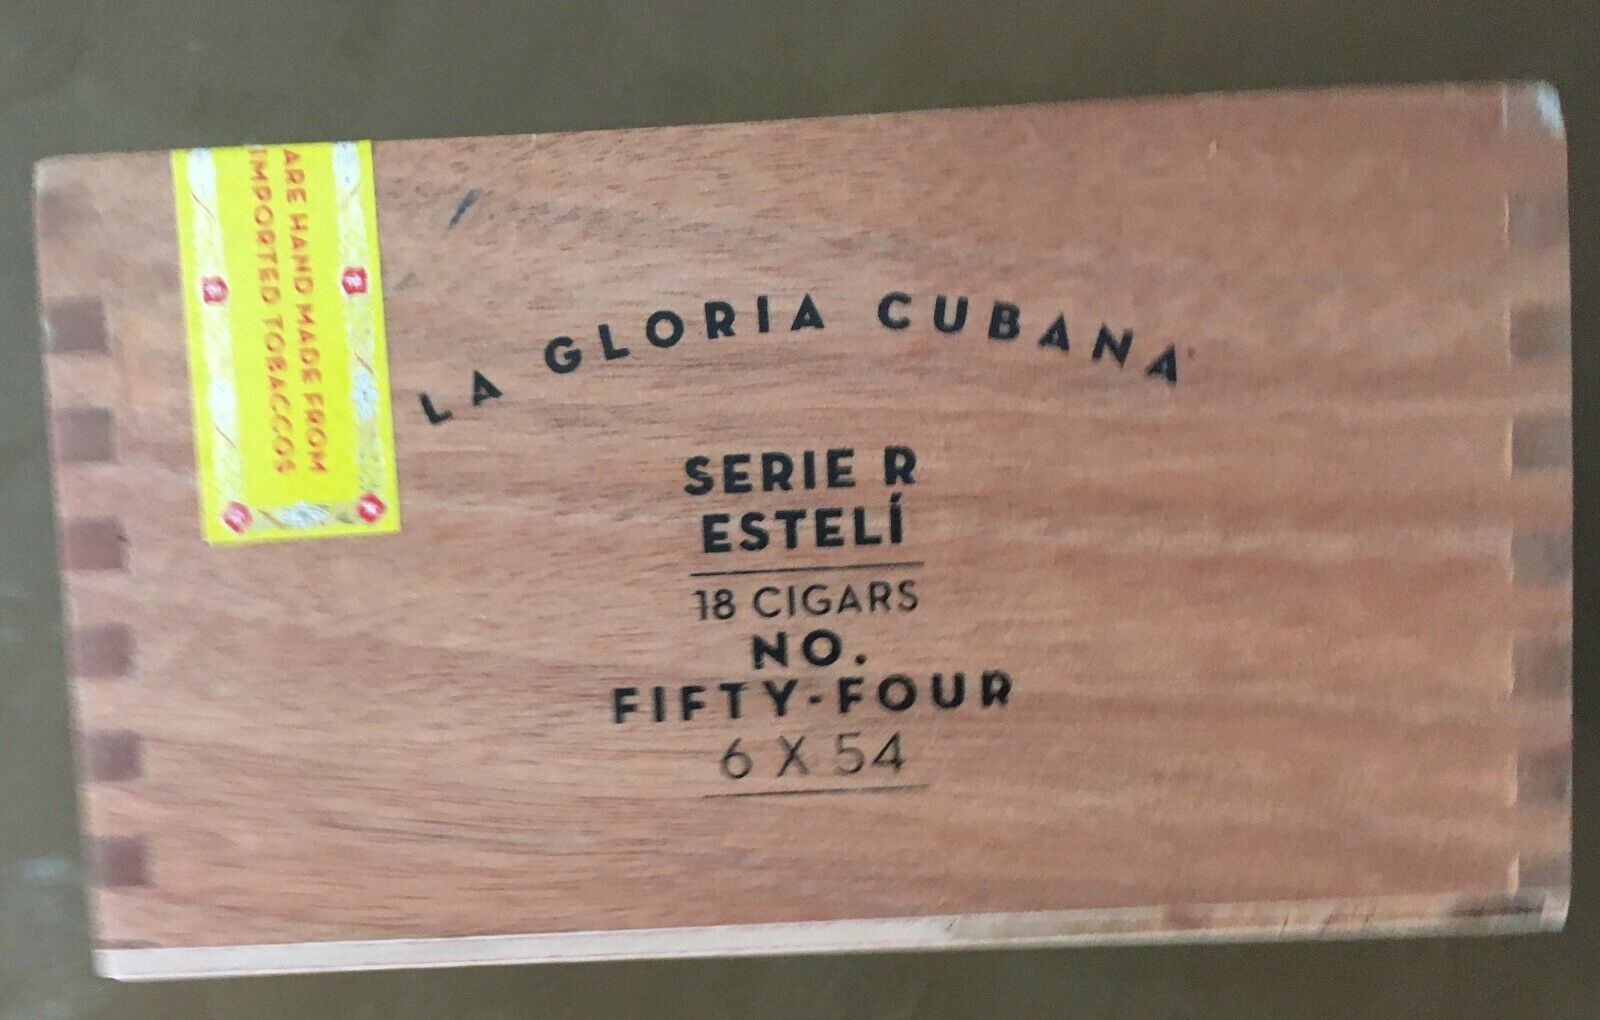 ARE HAND MADE FROM
IMPORTED TOBACCOS
LA GLORIA CUBANA
SERIE R
ESTELÍ
18 CIGARS
NO.
FIFTY-FOUR
6 X 54